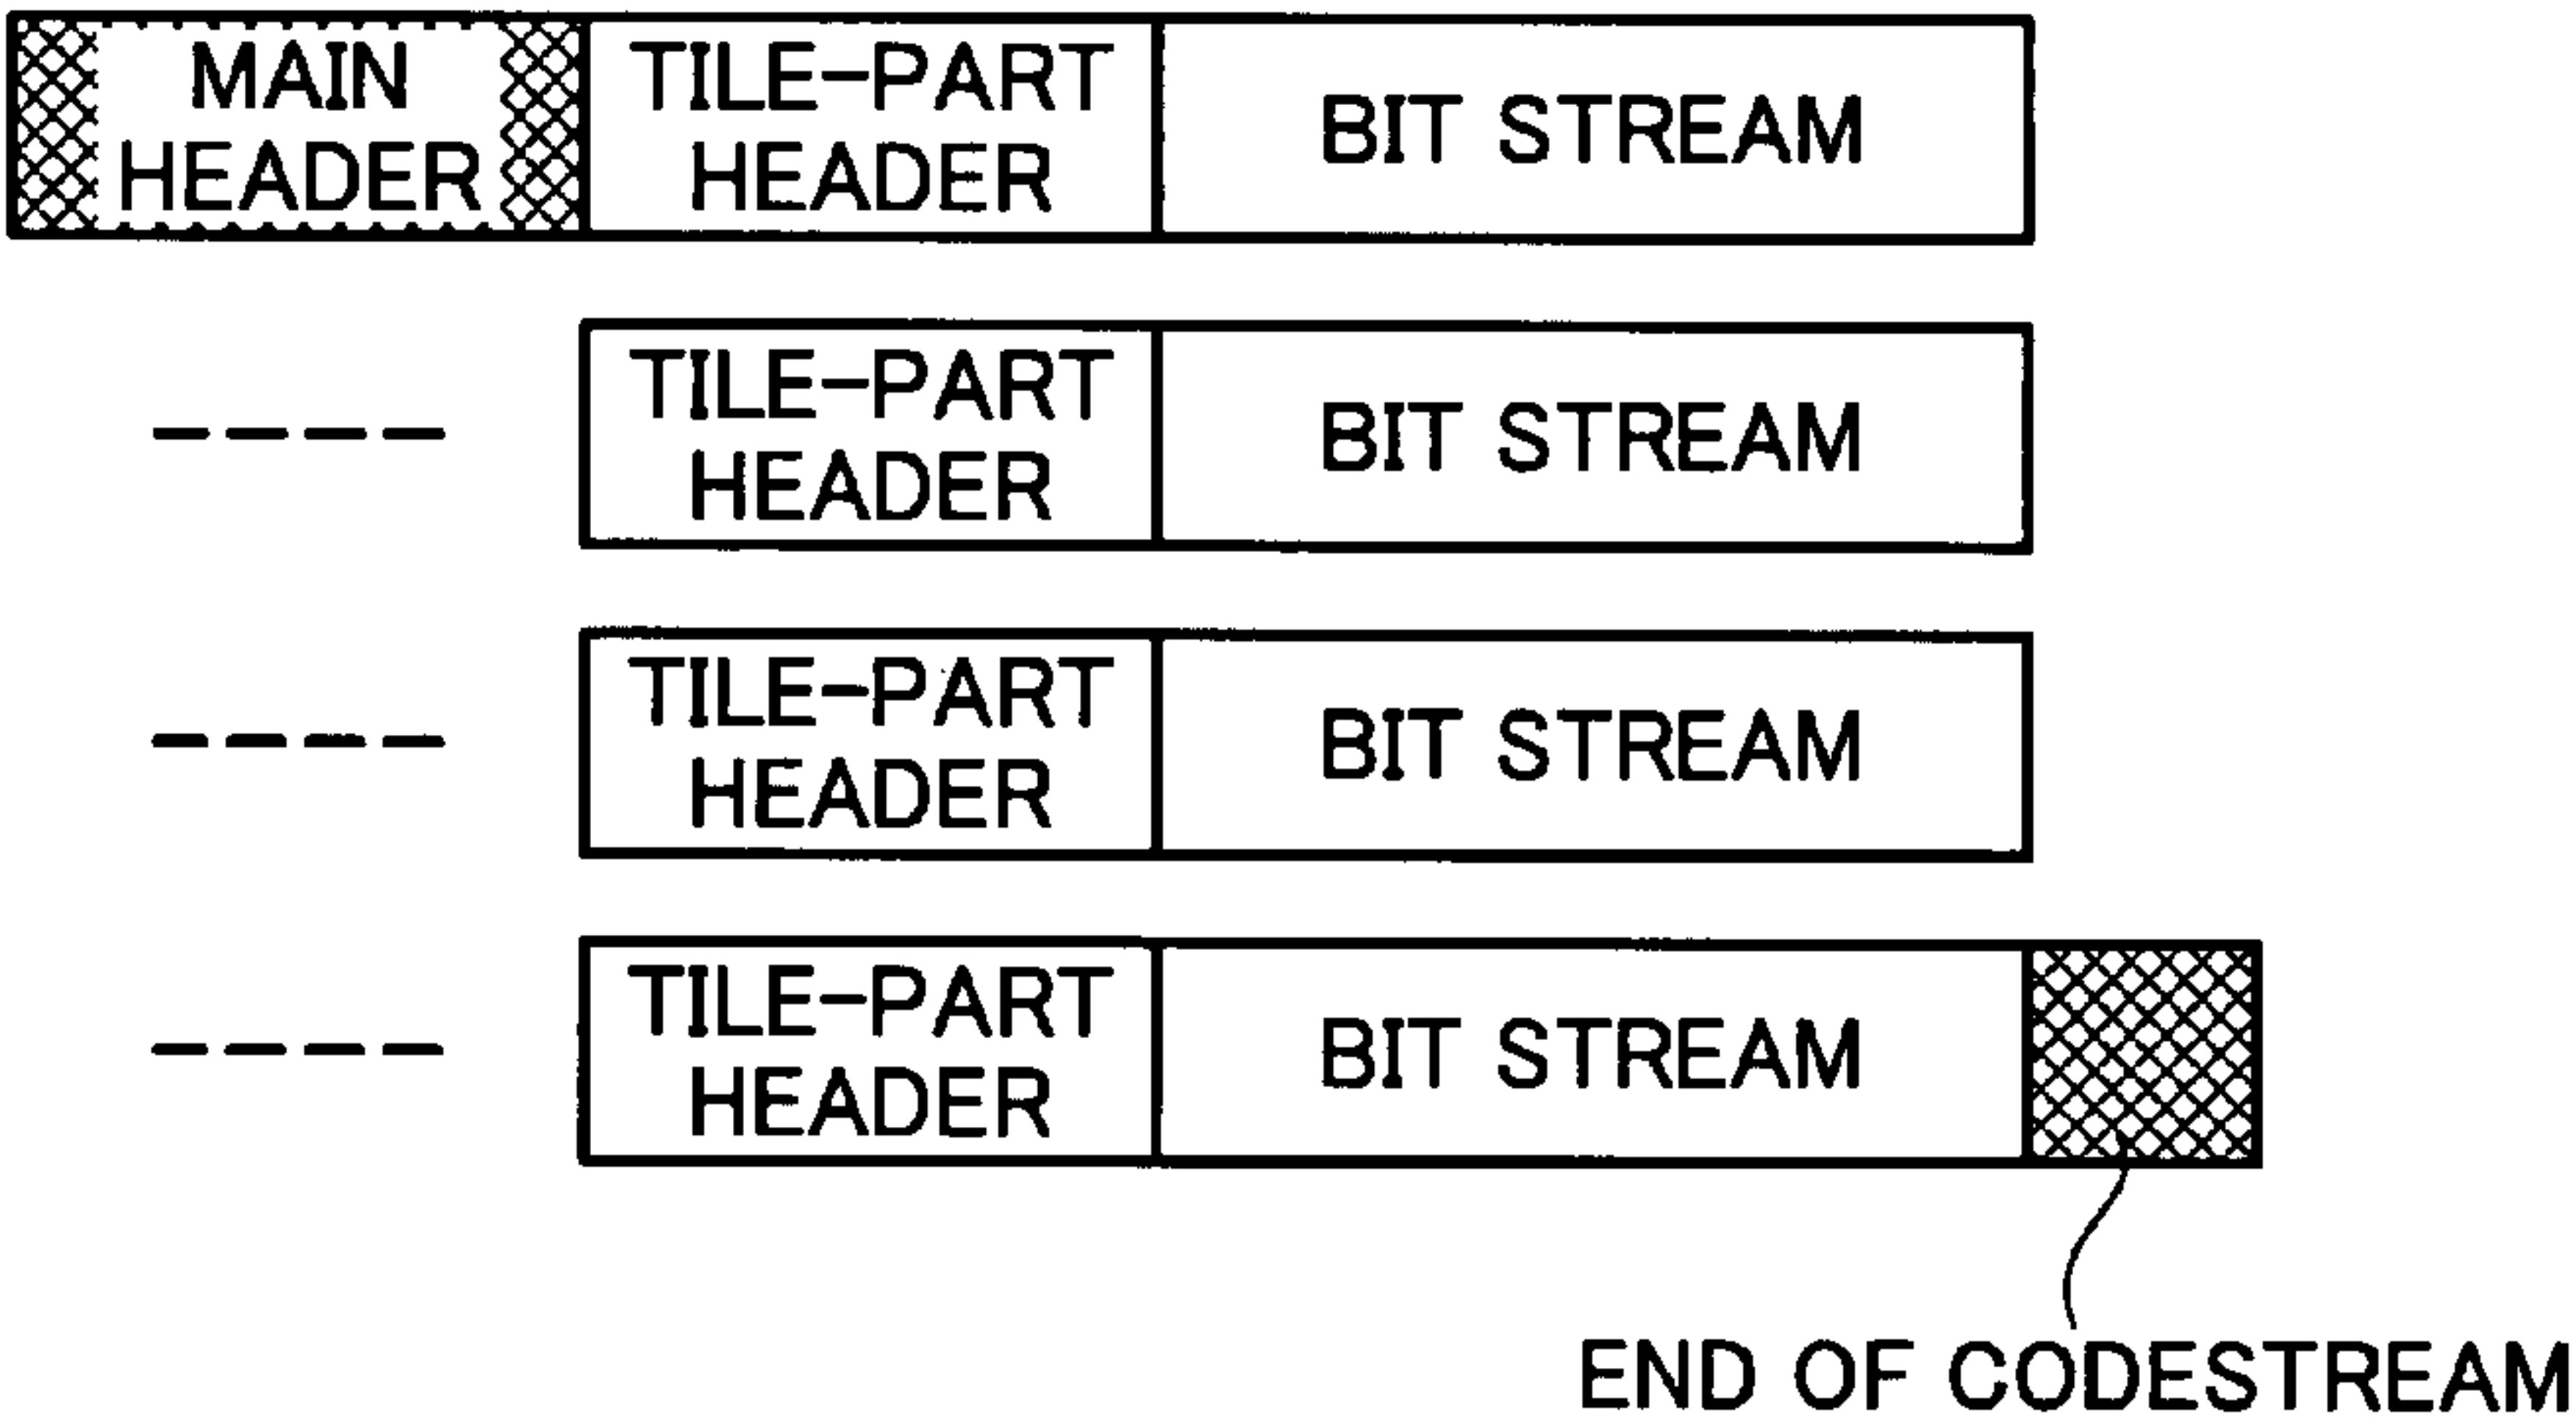 MAIN
HEADER
TILE-PART
HEADER
BIT STREAM
TILE-PART
HEADER
BIT STREAM
TILE-PART
HEADER
BIT STREAM
TILE-PART
HEADER
BIT STREAM
END OF CODESTREAM